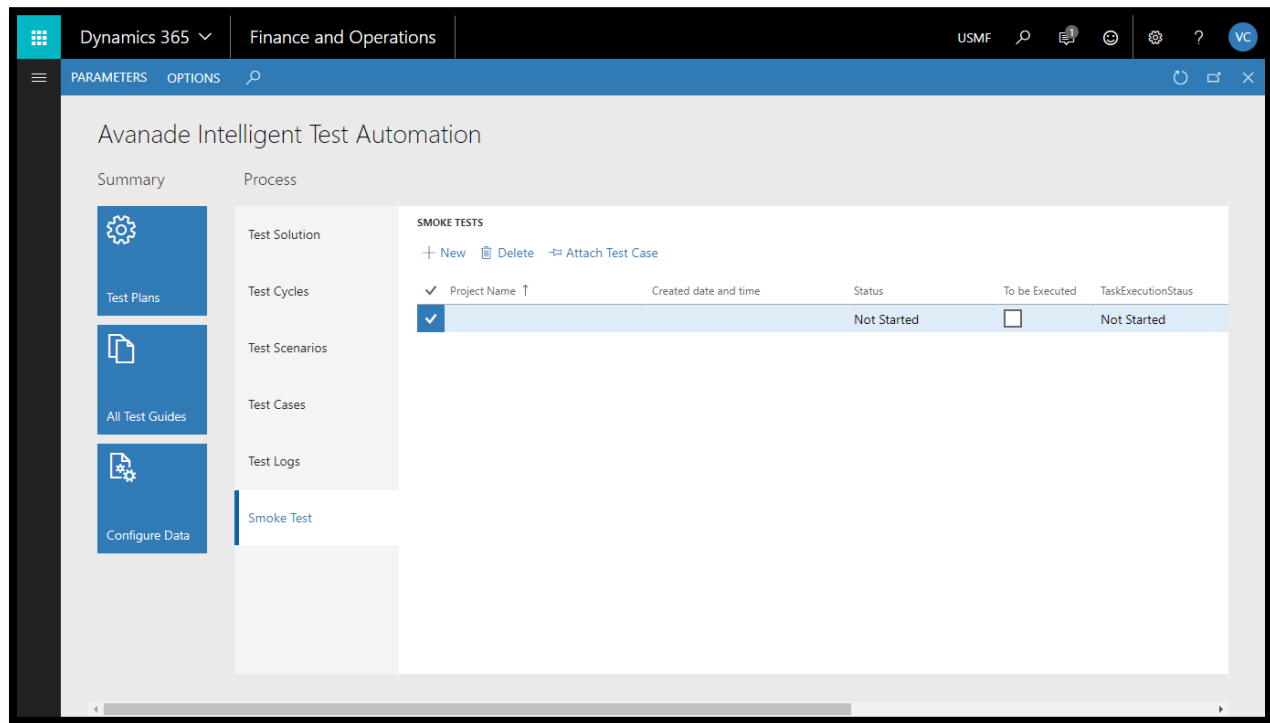 Dynamics 365 Finance and Operations USMF 1 ? VC
PARAMETERS OPTIONS
Avanade Intelligent Test Automation
Summary Process
Test Plans
All Test Guides
Configure Data
Test Solution
Test Cycles
Test Scenarios
Test Cases
Test Logs
Smoke Test
SMOKE TESTS
New Delete Attach Test Case
Project Name ↑ Created date and time Status To be Executed TaskExecutionStaus
Not Started Not Started